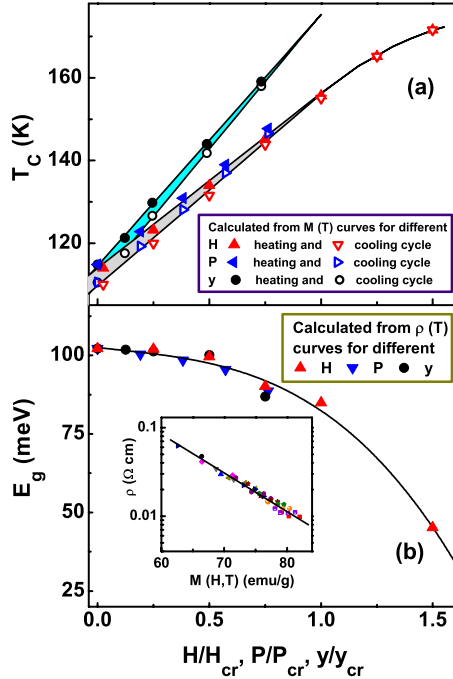 (a)
T_C (K)
160
140
120
Calculated from M (T) curves for different
H heating and cooling cycle
P heating and cooling cycle
y heating and cooling cycle
Calculated from ρ (T)
curves for different
H P y
E_g (meV)
100
75
50
25
ρ (Ω cm)
0.1
0.01
60 70 80
M (H,T) (emu/g)
(b)
0.0 0.5 1.0 1.5
H/H_cr, P/P_cr, y/y_cr